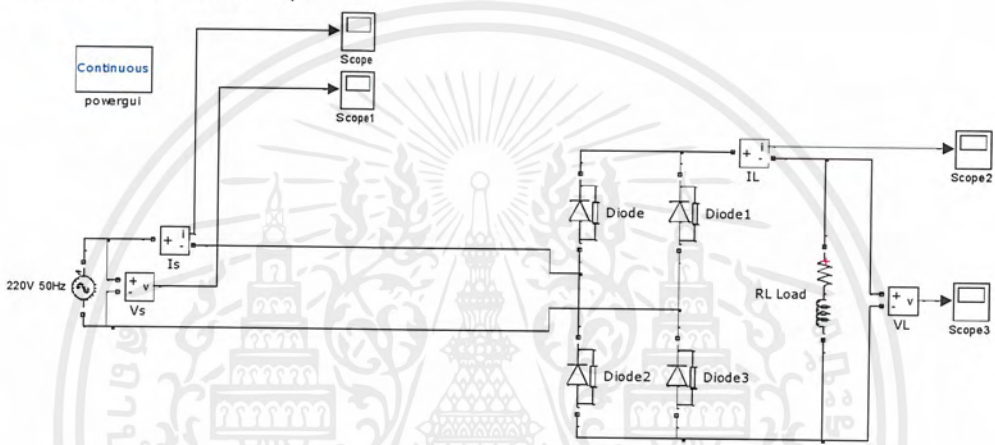 Scope
Continuous
powergui
Scope1
+
i
-
IL
Scope2
Diode
Diode1
+
i
-
Is
220V 50Hz
+
-
v
Vs
RL Load
+
-
v
VL
Scope3
Diode2
Diode3